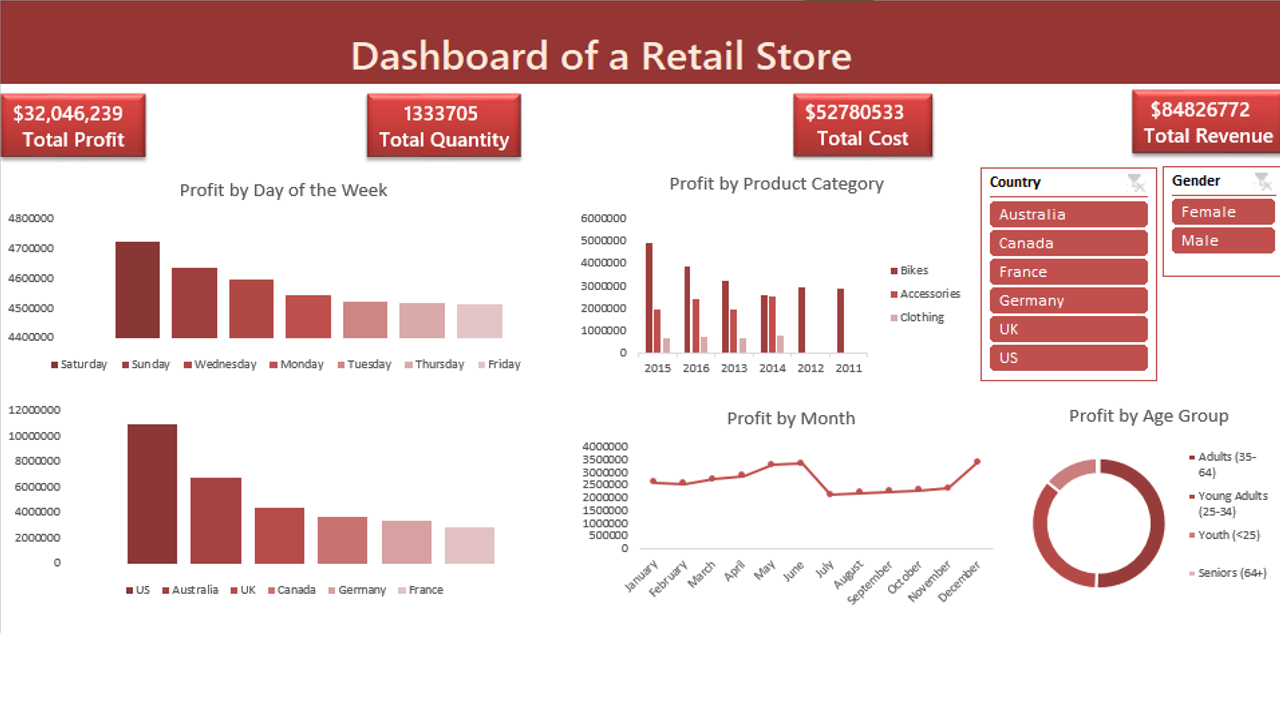 Dashboard of a Retail Store
$32,046,239
Total Profit
1333705
Total Quantity
$52780533
Total Cost
$84826772
Total Revenue
Profit by Day of the Week
4800000
4700000
4600000
4500000
4400000
Saturday Sunday Wednesday Monday Tuesday Thursday Friday
Profit by Product Category
6000000
5000000
4000000
3000000
2000000
1000000
0
2015 2016 2013 2014 2012 2011
Bikes
Accessories
Clothing
Country
Australia
Canada
France
Germany
UK
US
Gender
Female
Male
12000000
10000000
8000000
6000000
4000000
2000000
0
US Australia UK Canada Germany France
Profit by Month
4000000
3500000
3000000
2500000
2000000
1500000
1000000
500000
0
January February March April May June July August September October November December
Profit by Age Group
Adults (35-
64)
Young Adults
(25-34)
Youth (<25)
Seniors (64+)